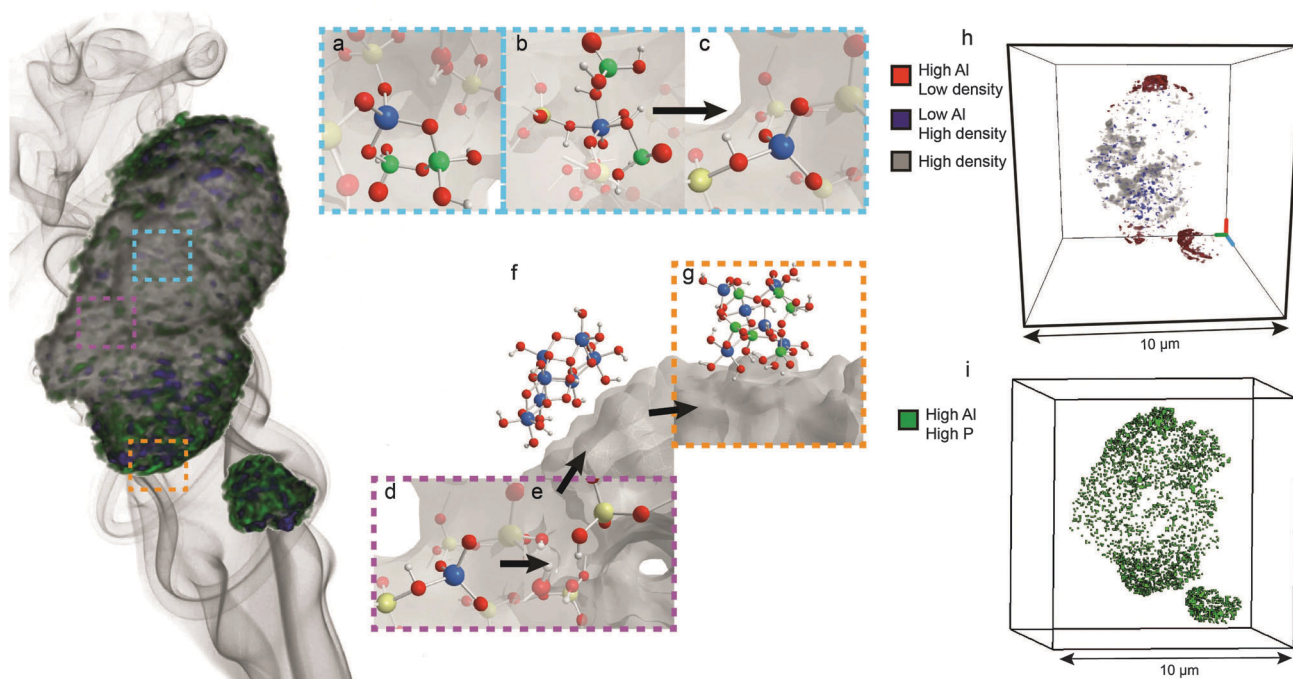 a
b
c
h
High Al
Low density
Low Al
High density
High density
10 µm
f
g
i
High Al
High P
d
e
10 µm